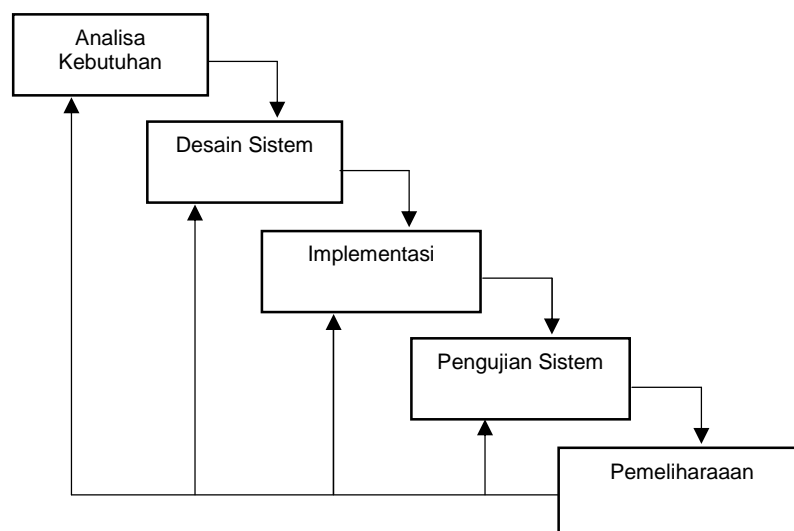 Analisa
Kebutuhan
Desain Sistem
Implementasi
Pengujian Sistem
Pemeliharaaan